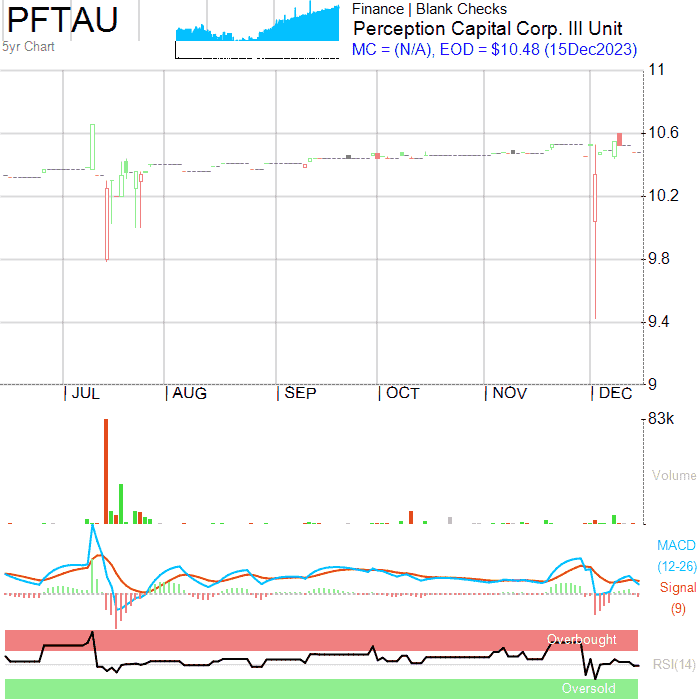 PFTAU
5yr Chart
Finance | Blank Checks
Perception Capital Corp. III Unit
MC = (N/A), EOD = $10.48 (15Dec2023)
11
10.6
10.2
9.8
9.4
9
JUL AUG SEP OCT NOV DEC
83k
Volume
MACD
(12-26)
Signal
(9)
Overbought
RSI(14)
Oversold